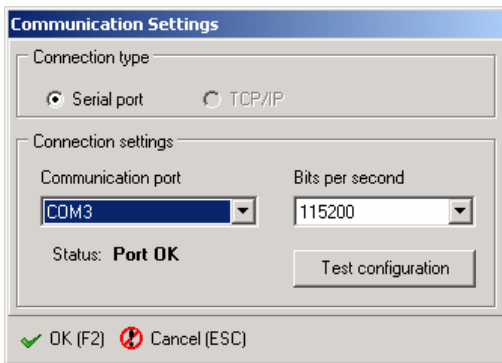 Communication Settings
Connection type
Serial port TCP/IP
Connection settings
Communication port Bits per second
COM3 115200
Status: Port OK
Test configuration
OK (F2) Cancel (ESC)